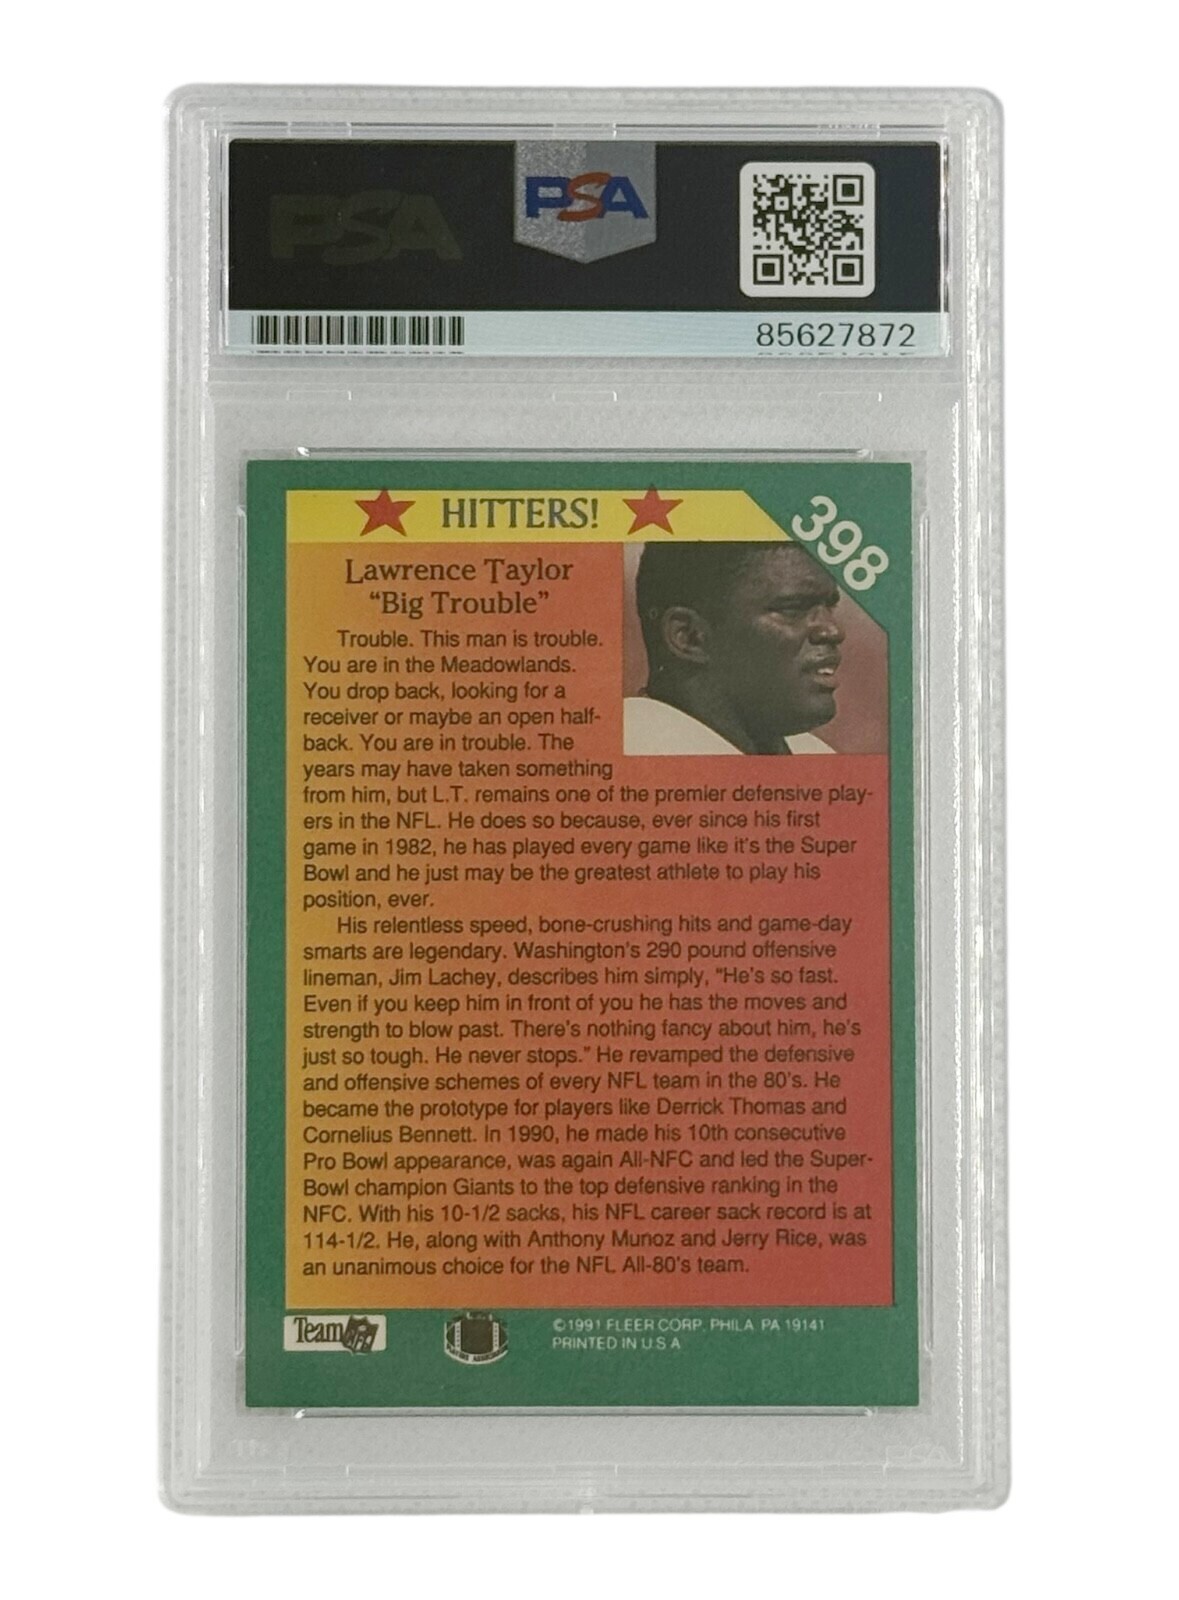 PSA
PSA
85627872
HITTERS!
398
Lawrence Taylor
"Big Trouble"
Trouble. This man is trouble.
You are in the Meadowlands.
You drop back, looking for a
receiver or maybe an open half-
back. You are in trouble. The
years may have taken something
from him, but L.T. remains one of the premier defensive play-
ers in the NFL. He does so because, ever since his first
game in 1982, he has played every game like it's the Super
Bowl and he just may be the greatest athlete to play his
position, ever.
His relentless speed, bone-crushing hits and game-day
smarts are legendary. Washington's 290 pound offensive
lineman, Jim Lachey, describes him simply, "He's so fast.
Even if you keep him in front of you he has the moves and
strength to blow past. There's nothing fancy about him, he's
just so tough. He never stops." He revamped the defensive
and offensive schemes of every NFL team in the 80's. He
became the prototype for players like Derrick Thomas and
Cornelius Bennett. In 1990, he made his 10th consecutive
Pro Bowl appearance, was again All-NFC and led the Super-
Bowl champion Giants to the top defensive ranking in the
NFC. With his 10-1/2 sacks, his NFL career sack record is at
114-1/2. He, along with Anthony Munoz and Jerry Rice, was
an unanimous choice for the NFL All-80's team.
Team NFL
©1991 FLEER CORP. PHILA PA 19141
PRINTED IN U.S.A
PSA